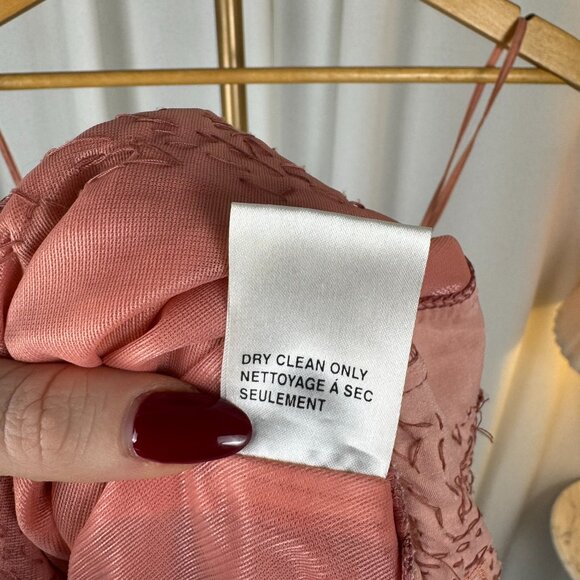 DRY CLEAN ONLY
NETTOYAGE Á SEC
SEULEMENT